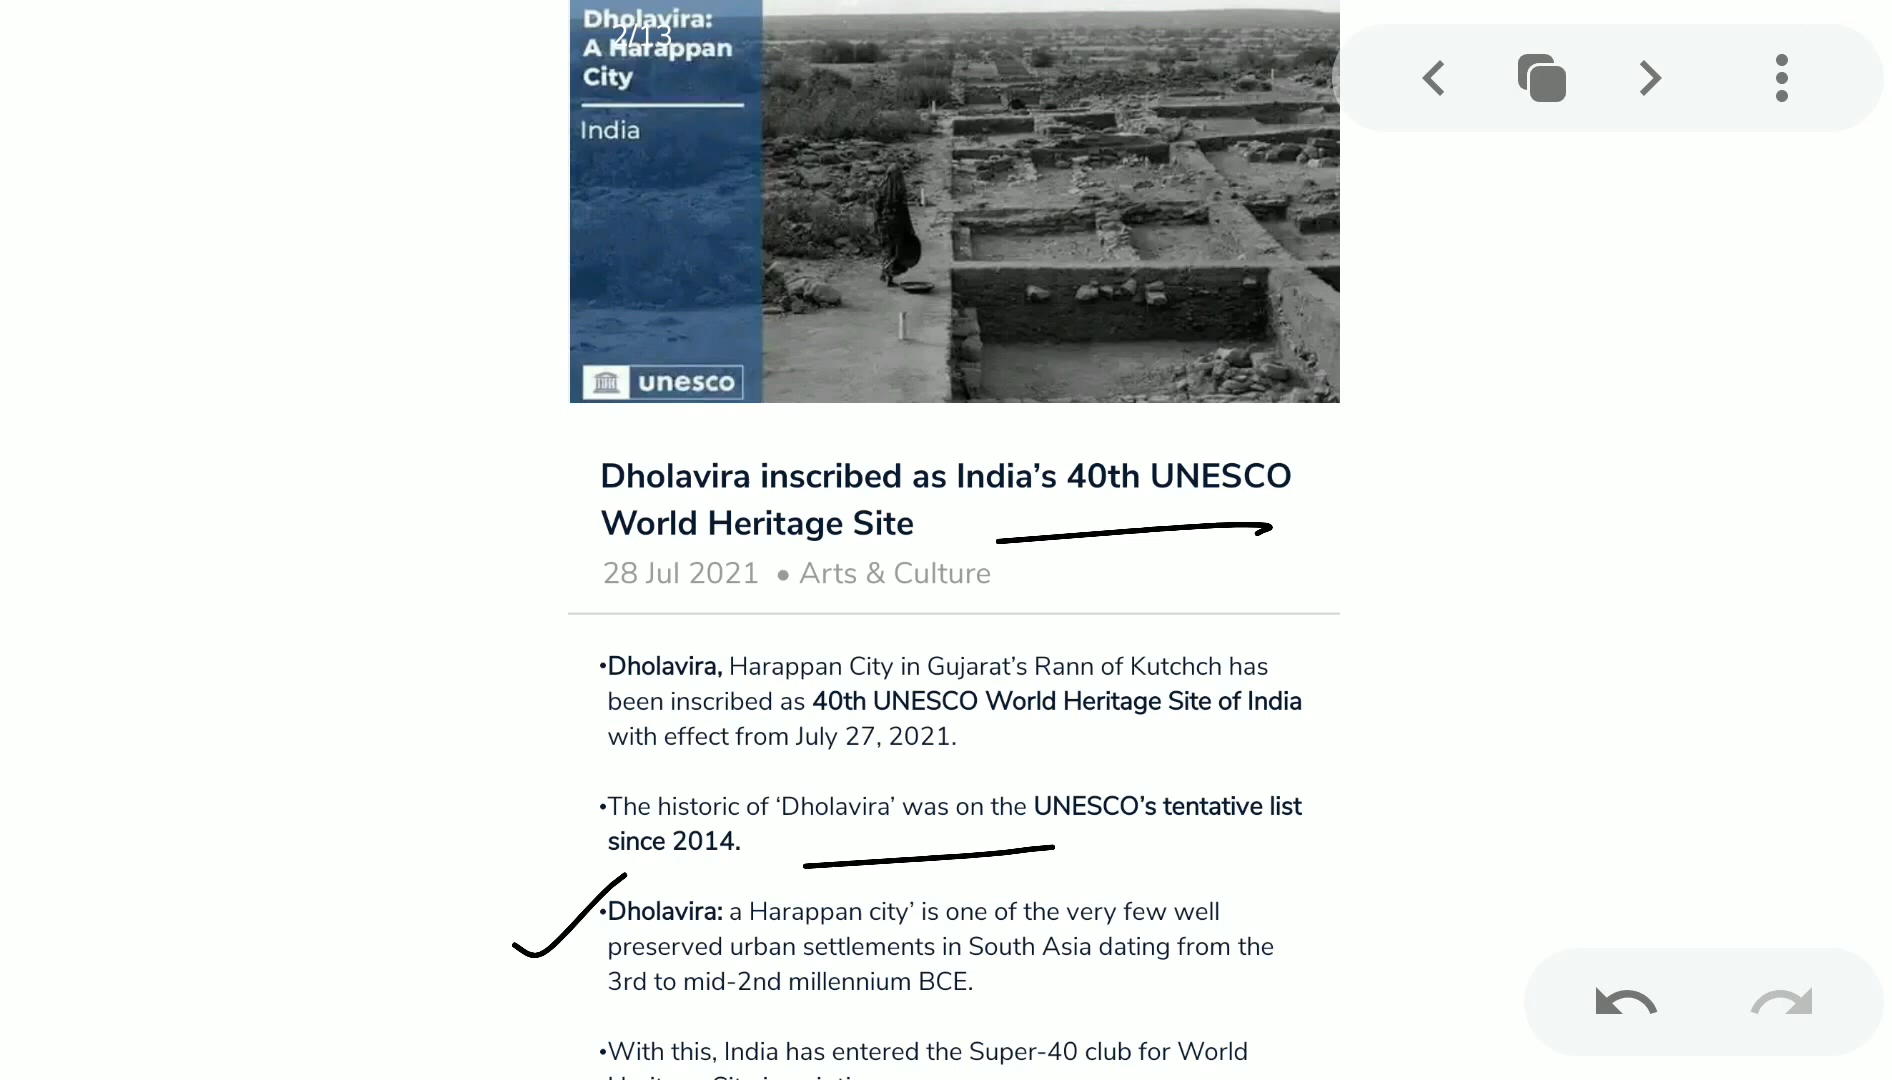 Dholavira:
2/13
A Harappan
City
India
unesco
Dholavira inscribed as India’s 40th UNESCO
World Heritage Site
28 Jul 2021 • Arts & Culture
•Dholavira, Harappan City in Gujarat’s Rann of Kutchch has
been inscribed as 40th UNESCO World Heritage Site of India
with effect from July 27, 2021.
•The historic of ‘Dholavira’ was on the UNESCO’s tentative list
since 2014.
•Dholavira: a Harappan city’ is one of the very few well
preserved urban settlements in South Asia dating from the
3rd to mid-2nd millennium BCE.
•With this, India has entered the Super-40 club for World